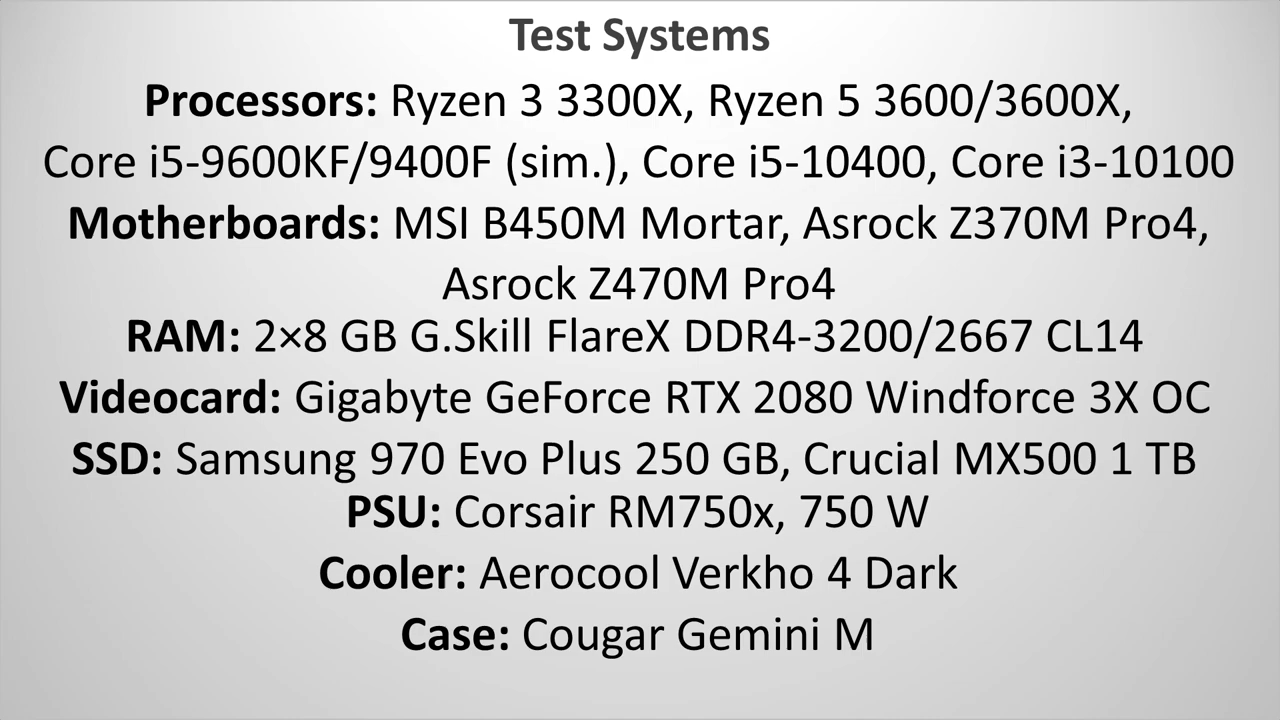 Test Systems
Processors: Ryzen 3 3300X, Ryzen 5 3600/3600X,
Core i5-9600KF/9400F (sim.), Core i5-10400, Core i3-10100
Motherboards: MSI B450M Mortar, Asrock Z370M Pro4,
Asrock Z470M Pro4
RAM: 2×8 GB G.Skill FlareX DDR4-3200/2667 CL14
Videocard: Gigabyte GeForce RTX 2080 Windforce 3X OC
SSD: Samsung 970 Evo Plus 250 GB, Crucial MX500 1 TB
PSU: Corsair RM750x, 750 W
Cooler: Aerocool Verkho 4 Dark
Case: Cougar Gemini M